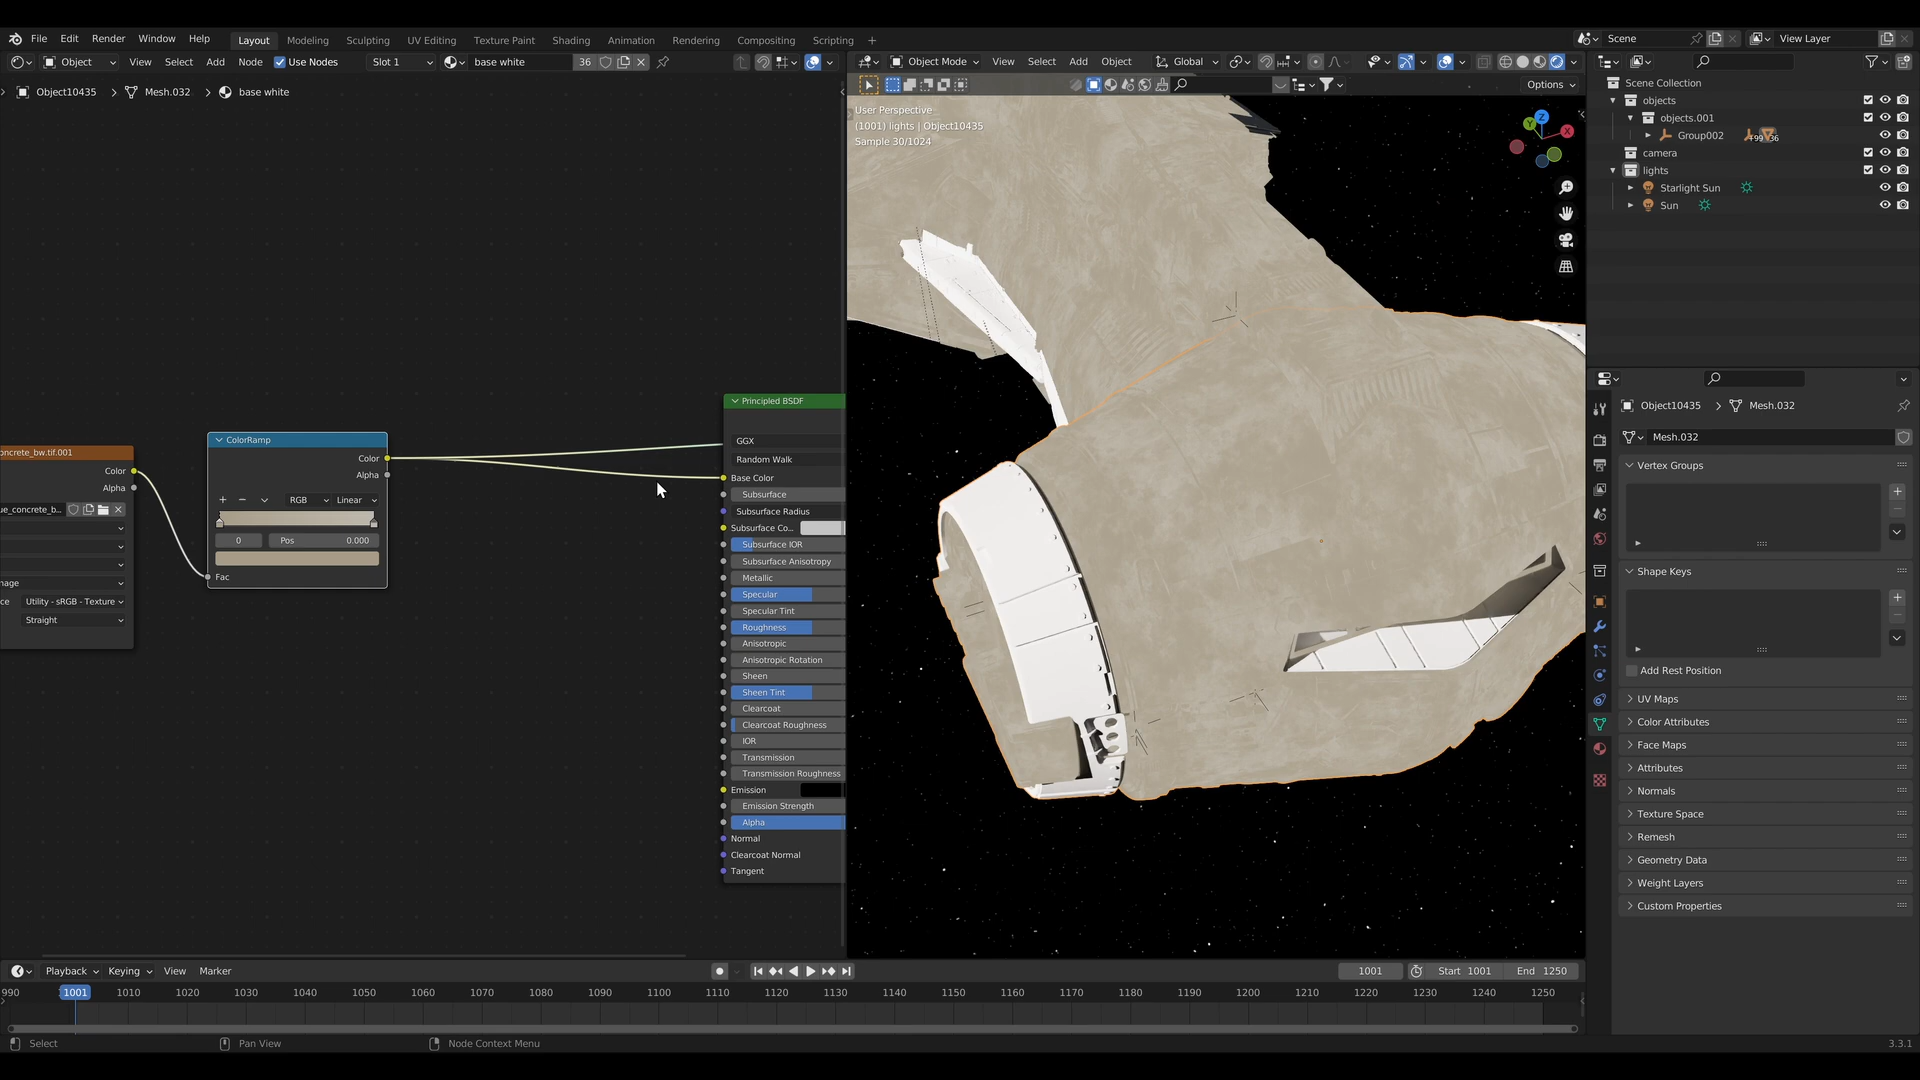 File Edit Render Window Help Layout Modeling Sculpting UV Editing Texture Paint Shading Animation Rendering Compositing Scripting + Scene View Layer
Object View Select Add Node Use Nodes Slot 1 base white 36 Object Mode View Select Add Object Global
Object10435 > Mesh.032 > base white
Options
User Perspective
(1001) lights | Object10435
Sample 30/1024
Z
Y
X
Scene Collection
objects
objects.001
Group002
camera
lights
Starlight Sun
Sun
oncrete_bw.tif.001
Color
Alpha
ue_concrete_b...
mage
ce Utility - sRGB - Texture
Straight
ColorRamp
Color
Alpha
+ − RGB Linear
0 Pos 0.000
Fac
Principled BSDF
GGX
Random Walk
Base Color
Subsurface
Subsurface Radius
Subsurface Co...
Subsurface IOR
Subsurface Anisotropy
Metallic
Specular
Specular Tint
Roughness
Anisotropic
Anisotropic Rotation
Sheen
Sheen Tint
Clearcoat
Clearcoat Roughness
IOR
Transmission
Transmission Roughness
Emission
Emission Strength
Alpha
Normal
Clearcoat Normal
Tangent
Object10435 > Mesh.032
Mesh.032
Vertex Groups
Shape Keys
Add Rest Position
UV Maps
Color Attributes
Face Maps
Attributes
Normals
Texture Space
Remesh
Geometry Data
Weight Layers
Custom Properties
Playback Keying View Marker 1001 Start 1001 End 1250
990 1001 1010 1020 1030 1040 1050 1060 1070 1080 1090 1100 1110 1120 1130 1140 1150 1160 1170 1180 1190 1200 1210 1220 1230 1240 1250
Select Pan View Node Context Menu 3.3.1